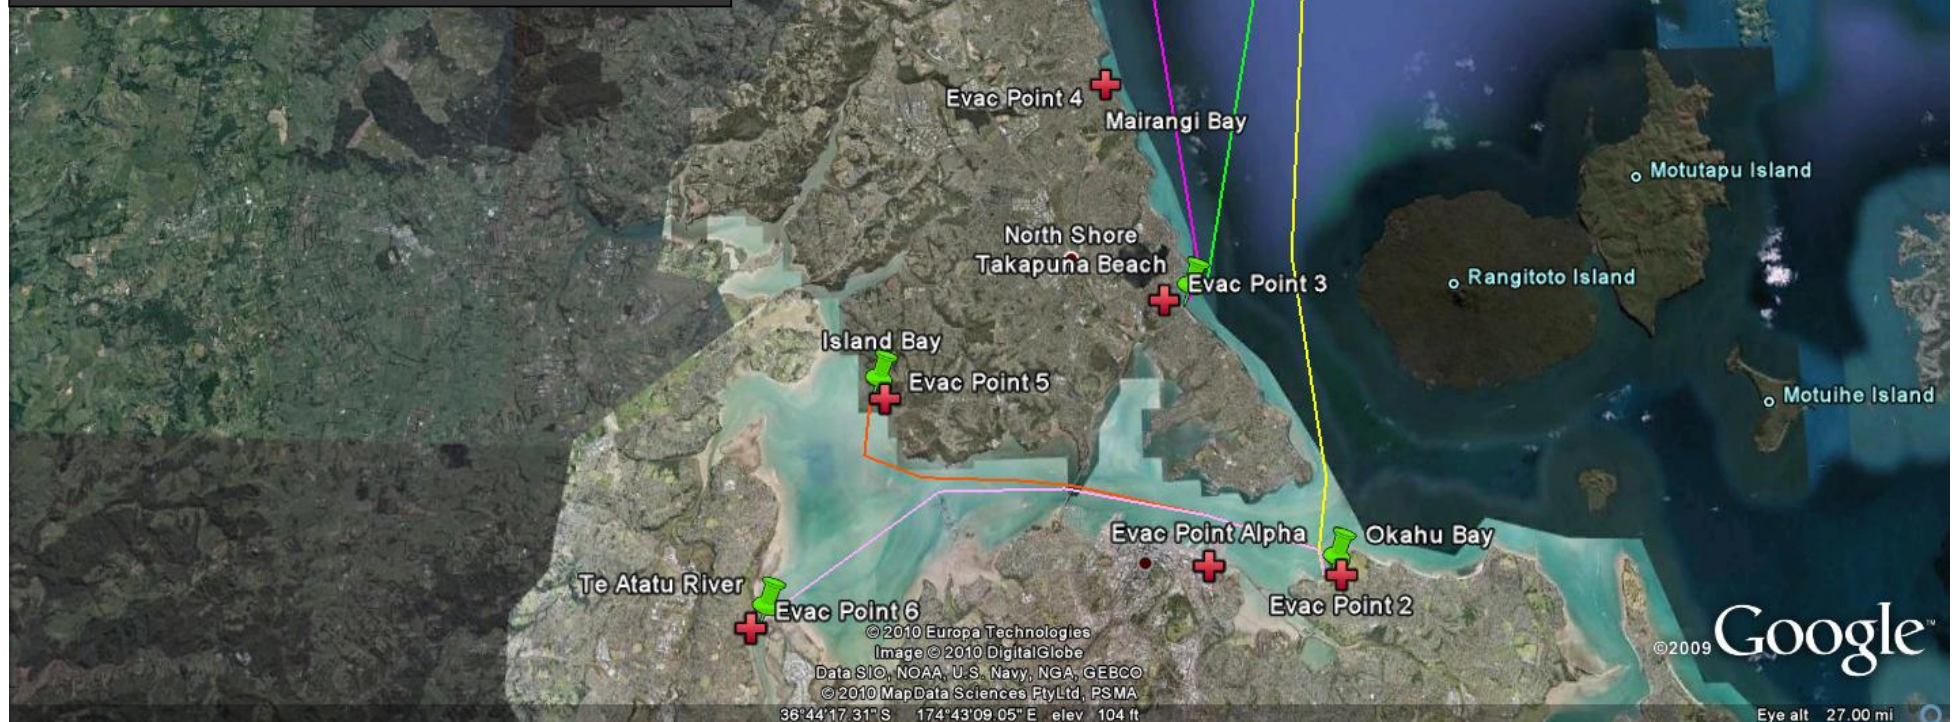 Evac Point 4
Mairangi Bay
Motutapu Island
North Shore
Takapuna Beach
Evac Point 3
Rangitoto Island
Island Bay
Evac Point 5
Motuihe Island
Evac Point Alpha
Okahu Bay
Te Atatu River
Evac Point 6
Evac Point 2
© 2010 Europa Technologies
Image © 2010 DigitalGlobe
Data SIO, NOAA, U.S. Navy, NGA, GEBCO
© 2010 MapData Sciences PtyLtd, PSMA
©2009 Google™
36°44'17.31" S 174°43'09.05" E elev 104 ft
Eye alt 27.00 mi